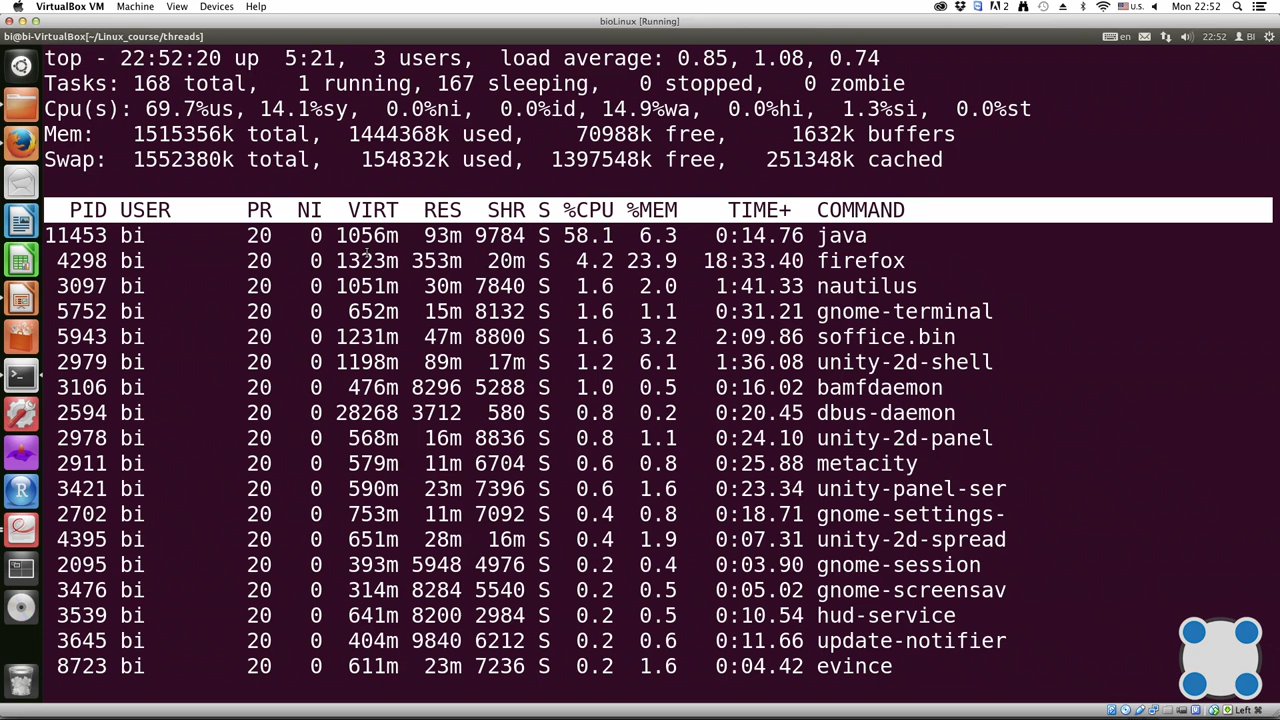 VirtualBox VM Machine View Devices Help 2 U.S. Mon 22:52
bioLinux [Running]
bi@bi-VirtualBox[~/Linux_course/threads] en 22:52 BI
top - 22:52:20 up  5:21,  3 users,  load average: 0.85, 1.08, 0.74
Tasks: 168 total,   1 running, 167 sleeping,   0 stopped,   0 zombie
Cpu(s): 69.7%us, 14.1%sy,  0.0%ni,  0.0%id, 14.9%wa,  0.0%hi,  1.3%si,  0.0%st
Mem:   1515356k total,  1444368k used,    70988k free,     1632k buffers
Swap:  1552380k total,   154832k used,  1397548k free,   251348k cached
PID USER      PR  NI  VIRT  RES  SHR S %CPU %MEM    TIME+  COMMAND
11453 bi        20   0 1056m  93m 9784 S 58.1  6.3   0:14.76 java
4298 bi        20   0 1323m 353m  20m S  4.2 23.9  18:33.40 firefox
3097 bi        20   0 1051m  30m 7840 S  1.6  2.0   1:41.33 nautilus
5752 bi        20   0  652m  15m 8132 S  1.6  1.1   0:31.21 gnome-terminal
5943 bi        20   0 1231m  47m 8800 S  1.6  3.2   2:09.86 soffice.bin
2979 bi        20   0 1198m  89m  17m S  1.2  6.1   1:36.08 unity-2d-shell
3106 bi        20   0  476m 8296 5288 S  1.0  0.5   0:16.02 bamfdaemon
2594 bi        20   0 28268 3712  580 S  0.8  0.2   0:20.45 dbus-daemon
2978 bi        20   0  568m  16m 8836 S  0.8  1.1   0:24.10 unity-2d-panel
2911 bi        20   0  579m  11m 6704 S  0.6  0.8   0:25.88 metacity
3421 bi        20   0  590m  23m 7396 S  0.6  1.6   0:23.34 unity-panel-ser
2702 bi        20   0  753m  11m 7092 S  0.4  0.8   0:18.71 gnome-settings-
4395 bi        20   0  651m  28m  16m S  0.4  1.9   0:07.31 unity-2d-spread
2095 bi        20   0  393m 5948 4976 S  0.2  0.4   0:03.90 gnome-session
3476 bi        20   0  314m 8284 5540 S  0.2  0.5   0:05.02 gnome-screensav
3539 bi        20   0  641m 8200 2984 S  0.2  0.5   0:10.54 hud-service
3645 bi        20   0  404m 9840 6212 S  0.2  0.6   0:11.66 update-notifier
8723 bi        20   0  611m  23m 7236 S  0.2  1.6   0:04.42 evince
Left ⌘